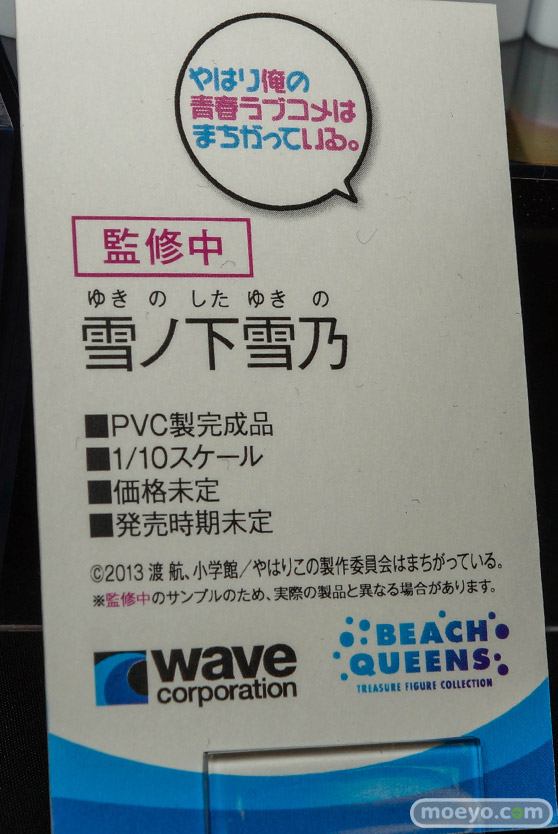 やはり俺の
青春ラブコメは
まちがっている。
監修中
ゆき の した ゆき の
雪ノ下雪乃
■PVC製完成品
■1/10スケール
■価格未定
■発売時期未定
©2013 渡 航、小学館/やはりこの製作委員会はまちがっている。
※監修中のサンプルのため、実際の製品と異なる場合があります。
wave
corporation
BEACH
QUEENS
TREASURE FIGURE COLLECTION
moeyo.com